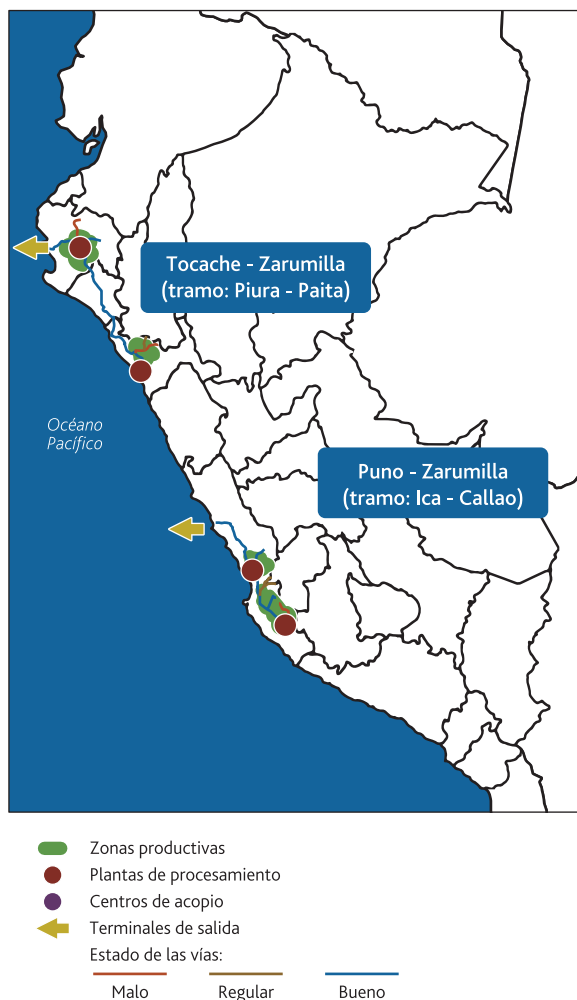 Tocache - Zarumilla
(tramo: Piura - Paita)
Océano
Pacífico
Puno - Zarumilla
(tramo: Ica - Callao)
Zonas productivas
Plantas de procesamiento
Centros de acopio
Terminales de salida
Estado de las vías:
Malo
Regular
Bueno